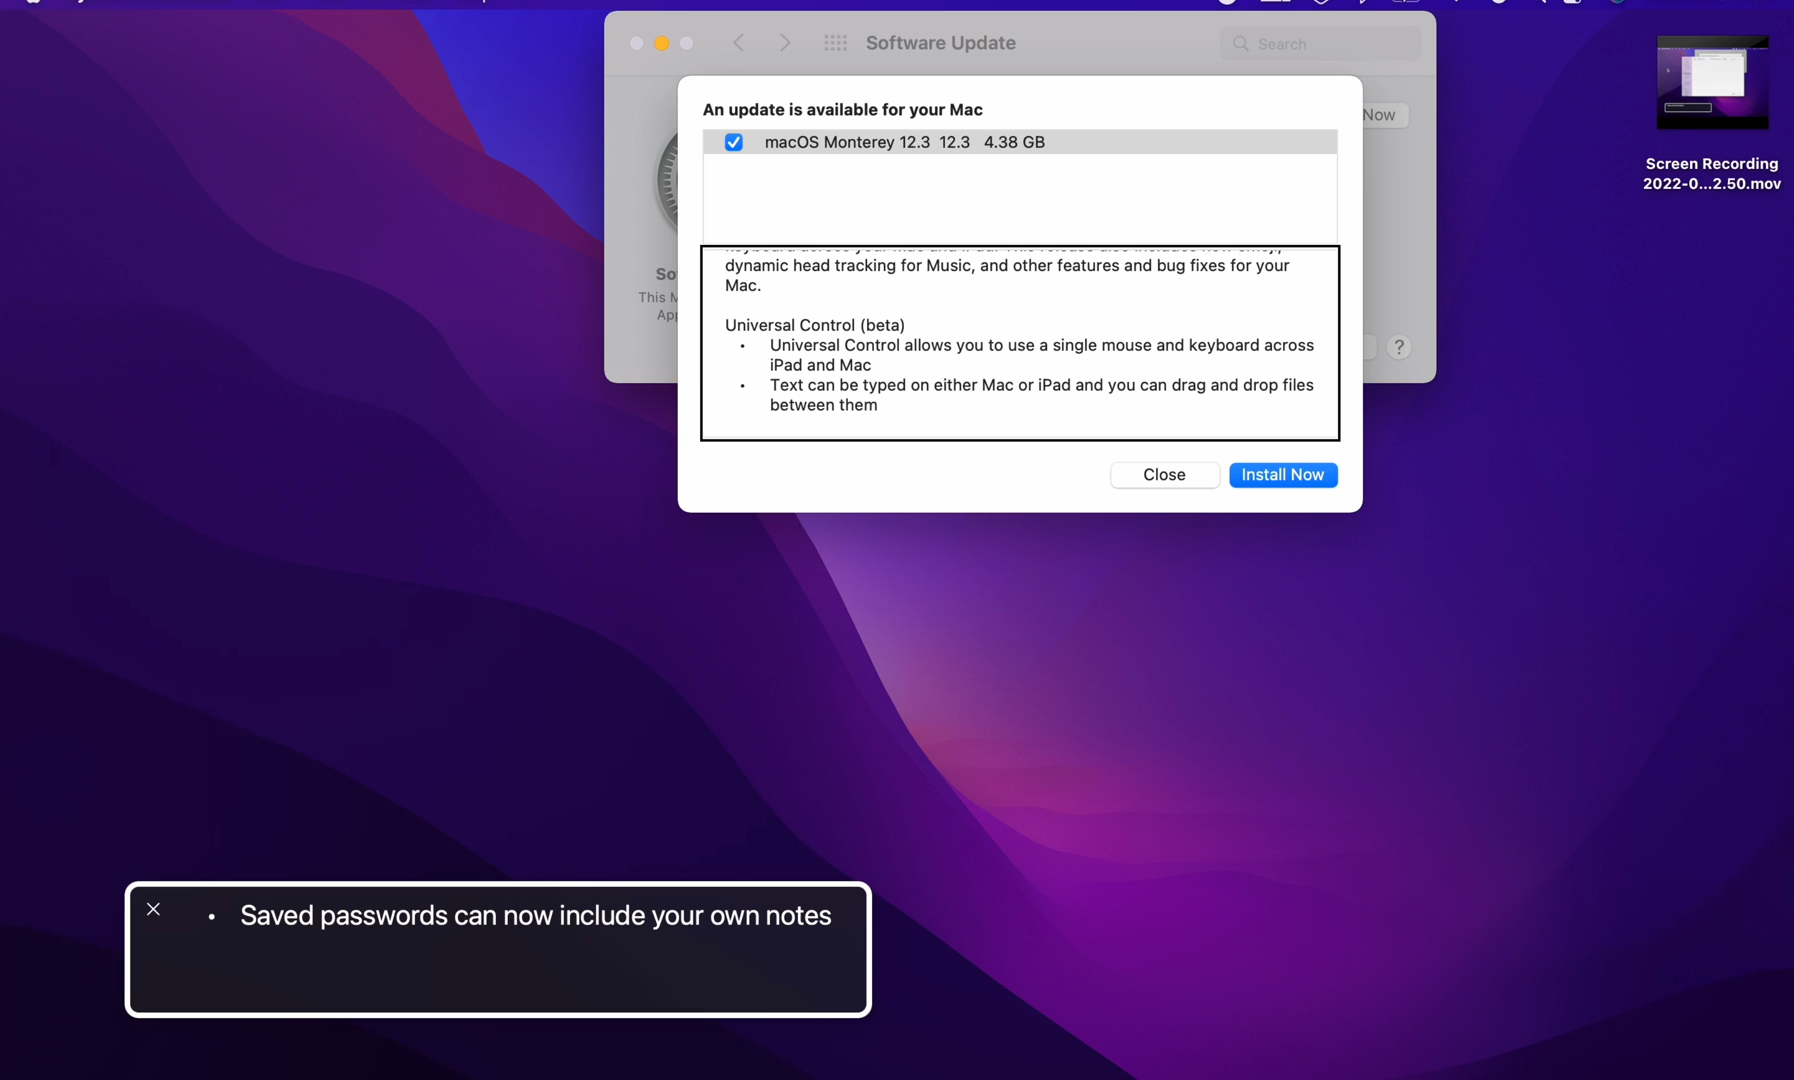 Software Update
Search
An update is available for your Mac
Now
macOS Monterey 12.3 12.3 4.38 GB
dynamic head tracking for Music, and other features and bug fixes for your
Mac.
So
This M
App
Universal Control (beta)
• Universal Control allows you to use a single mouse and keyboard across
iPad and Mac
• Text can be typed on either Mac or iPad and you can drag and drop files
between them
?
Close
Install Now
Screen Recording
2022-0...2.50.mov
• Saved passwords can now include your own notes